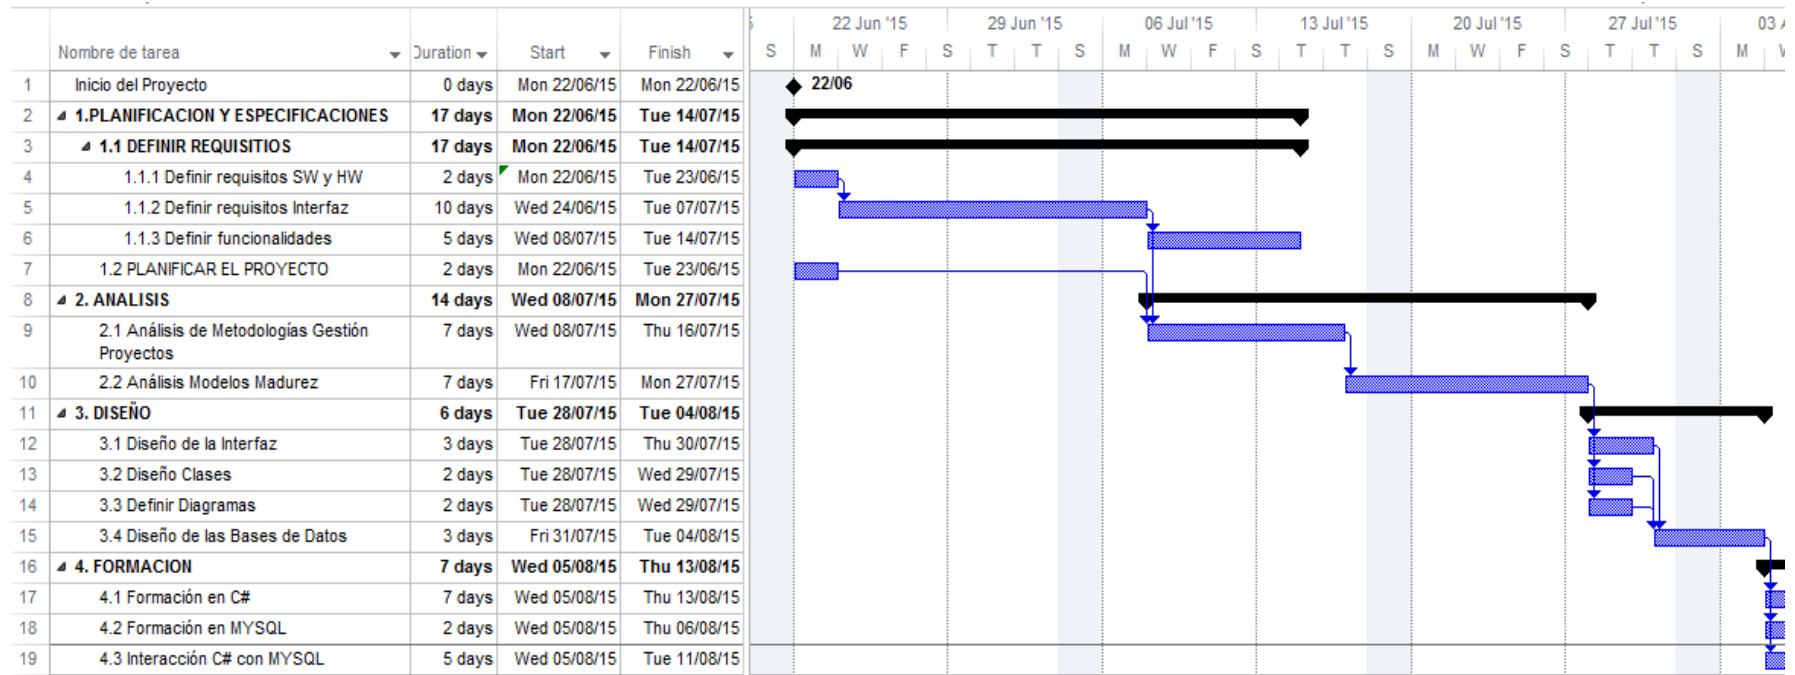 22 Jun '15 29 Jun '15 06 Jul '15 13 Jul '15 20 Jul '15 27 Jul '15 03
Nombre de tarea Duration Start Finish S M W F S T T S M W F S T T S M W F S T T S M
1 Inicio del Proyecto 0 days Mon 22/06/15 Mon 22/06/15 22/06
2 1.PLANIFICACION Y ESPECIFICACIONES 17 days Mon 22/06/15 Tue 14/07/15
3 1.1 DEFINIR REQUISITIOS 17 days Mon 22/06/15 Tue 14/07/15
4 1.1.1 Definir requisitos SW y HW 2 days Mon 22/06/15 Tue 23/06/15
5 1.1.2 Definir requisitos Interfaz 10 days Wed 24/06/15 Tue 07/07/15
6 1.1.3 Definir funcionalidades 5 days Wed 08/07/15 Tue 14/07/15
7 1.2 PLANIFICAR EL PROYECTO 2 days Mon 22/06/15 Tue 23/06/15
8 2. ANALISIS 14 days Wed 08/07/15 Mon 27/07/15
9 2.1 Análisis de Metodologías Gestión 7 days Wed 08/07/15 Thu 16/07/15
Proyectos
10 2.2 Análisis Modelos Madurez 7 days Fri 17/07/15 Mon 27/07/15
11 3. DISEÑO 6 days Tue 28/07/15 Tue 04/08/15
12 3.1 Diseño de la Interfaz 3 days Tue 28/07/15 Thu 30/07/15
13 3.2 Diseño Clases 2 days Tue 28/07/15 Wed 29/07/15
14 3.3 Definir Diagramas 2 days Tue 28/07/15 Wed 29/07/15
15 3.4 Diseño de las Bases de Datos 3 days Fri 31/07/15 Tue 04/08/15
16 4. FORMACION 7 days Wed 05/08/15 Thu 13/08/15
17 4.1 Formación en C# 7 days Wed 05/08/15 Thu 13/08/15
18 4.2 Formación en MYSQL 2 days Wed 05/08/15 Thu 06/08/15
19 4.3 Interacción C# con MYSQL 5 days Wed 05/08/15 Tue 11/08/15